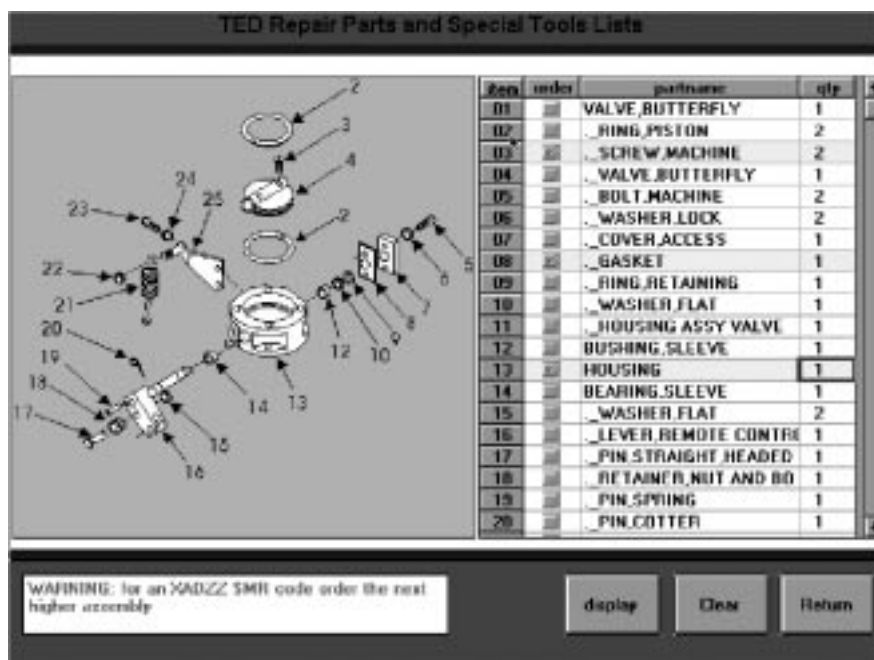 TED Repair Parts and Special Tools Lists
item order partname qty
01 VALVE,BUTTERFLY 1
02 ._RING,PISTON 2
03 ._SCREW,MACHINE 2
04 ._VALVE,BUTTERFLY 1
05 ._BOLT,MACHINE 2
06 ._WASHER,LOCK 2
07 ._COVER,ACCESS 1
08 ._GASKET 1
09 ._RING,RETAINING 1
10 ._WASHER,FLAT 1
11 ._HOUSING ASSY VALVE 1
12 BUSHING,SLEEVE 1
13 HOUSING 1
14 BEARING,SLEEVE 1
15 ._WASHER,FLAT 2
16 ._LEVER,REMOTE CONTR 1
17 ._PIN,STRAIGHT,HEADED 1
18 ._RETAINER,NUT AND BO 1
19 ._PIN,SPRING 1
20 ._PIN,COTTER 1
2
3
4
24
23
25
2
22
21
5
6
7
8
9
10
12
20
19
18
17
14
13
15
16
WARNING: for an XADZZ SMR code order the next
higher assembly
display Clear Return